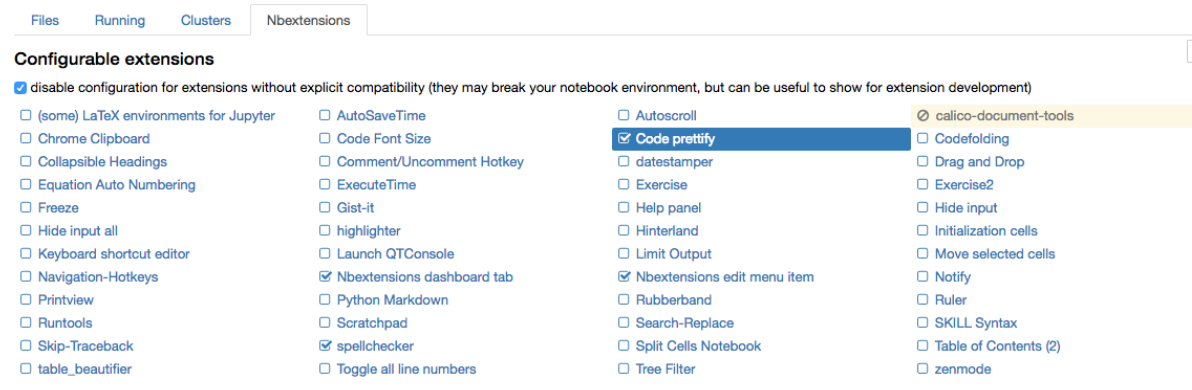 Files Running Clusters Nbextensions
Configurable extensions
disable configuration for extensions without explicit compatibility (they may break your notebook environment, but can be useful to show for extension development)
(some) LaTeX environments for Jupyter AutoSaveTime Autoscroll calico-document-tools
Chrome Clipboard Code Font Size Code prettify Codefolding
Collapsible Headings Comment/Uncomment Hotkey datestamper Drag and Drop
Equation Auto Numbering ExecuteTime Exercise Exercise2
Freeze Gist-it Help panel Hide input
Hide input all highlighter Hinterland Initialization cells
Keyboard shortcut editor Launch QTConsole Limit Output Move selected cells
Navigation-Hotkeys Nbextensions dashboard tab Nbextensions edit menu item Notify
Printview Python Markdown Rubberband Ruler
Runtools Scratchpad Search-Replace SKILL Syntax
Skip-Traceback spellchecker Split Cells Notebook Table of Contents (2)
table_beautifier Toggle all line numbers Tree Filter zenmode